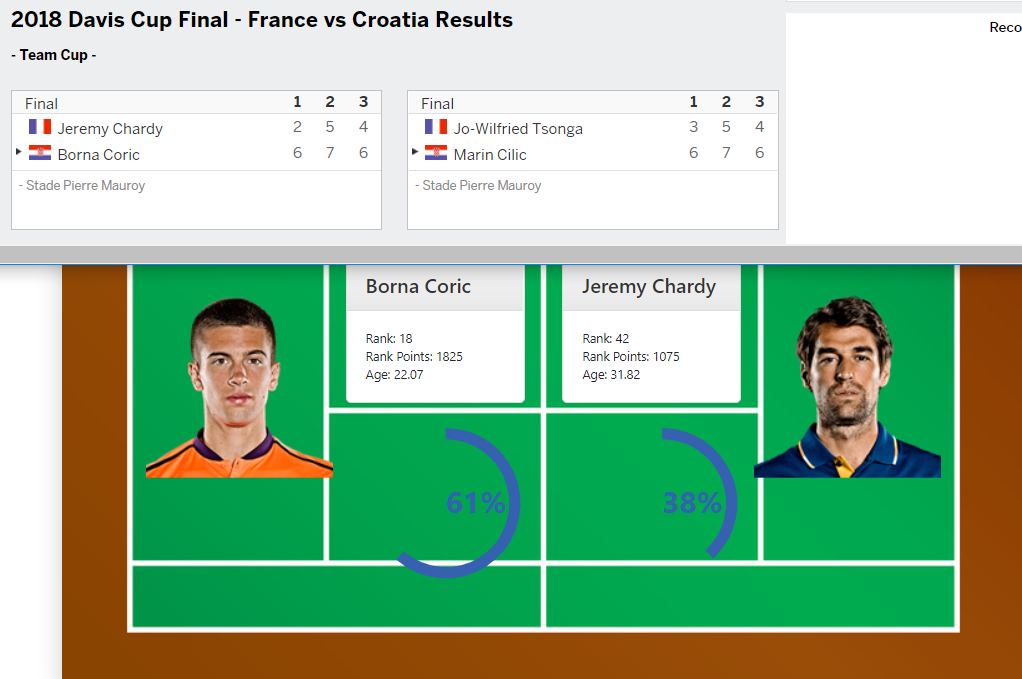 2018 Davis Cup Final - France vs Croatia Results
Reco
- Team Cup -
Final 1 2 3
Jeremy Chardy 2 5 4
Borna Coric 6 7 6
- Stade Pierre Mauroy
Final 1 2 3
Jo-Wilfried Tsonga 3 5 4
Marin Cilic 6 7 6
- Stade Pierre Mauroy
Borna Coric
Rank: 18
Rank Points: 1825
Age: 22.07
61%
Jeremy Chardy
Rank: 42
Rank Points: 1075
Age: 31.82
38%